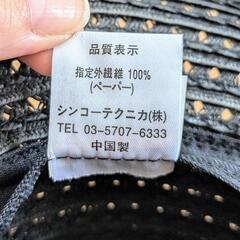 品質表示
指定外繊維 100%
(ペーパー)
シンコーテクニカ(株)
TEL 03-5707-6333
中国製